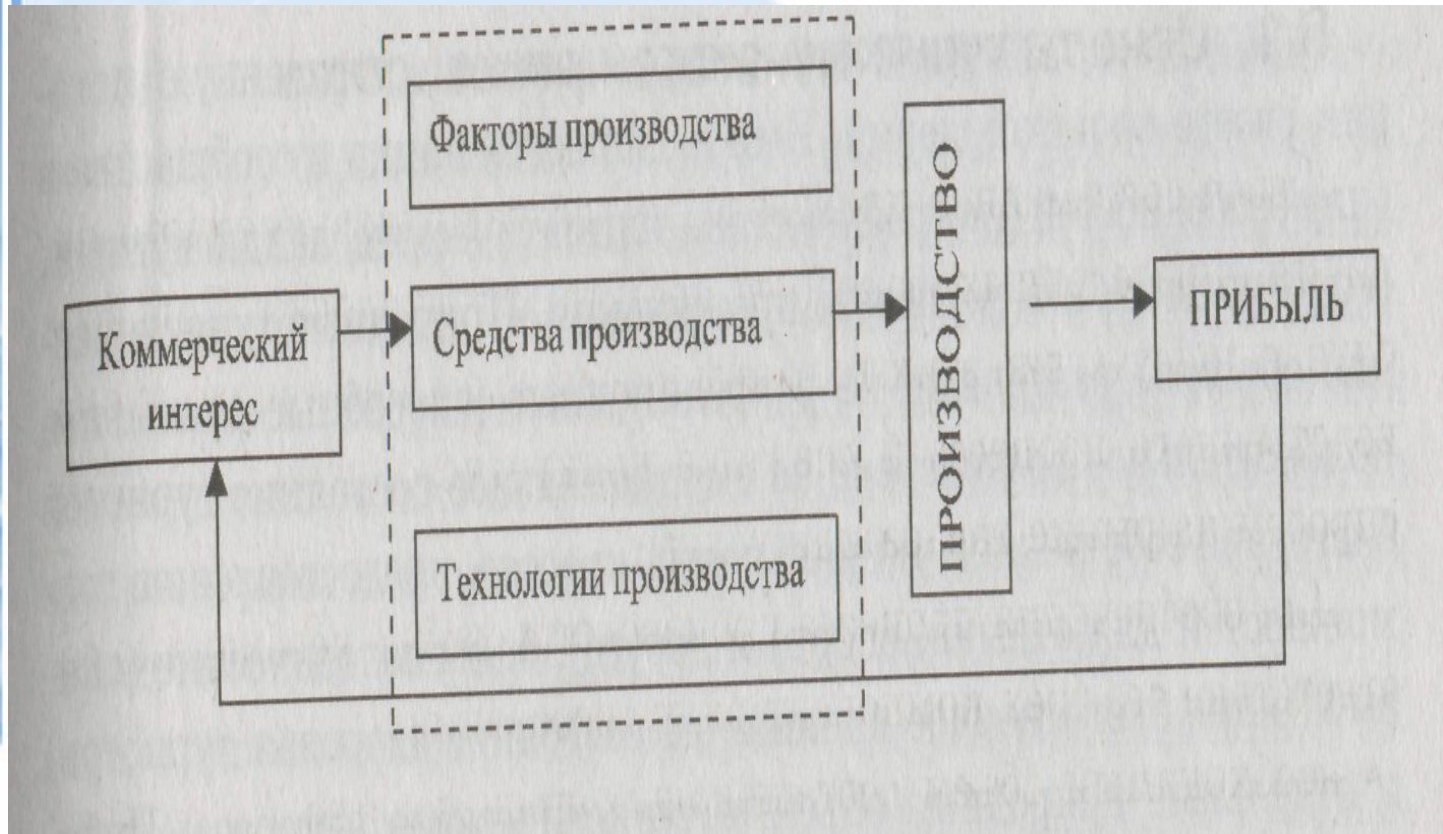 Факторы производства
Коммерческий
интерес
Средства производства
Технологии производства
ПРОИЗВОДСТВО
ПРИБЫЛЬ